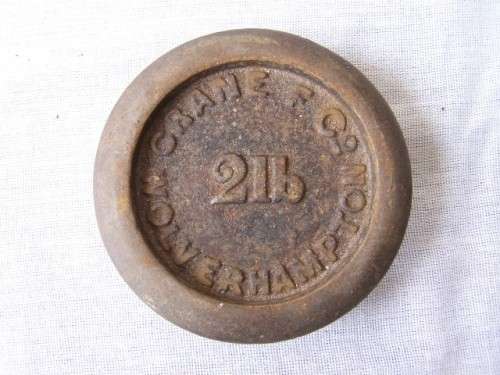 CRANE F Co
2lb
WOLVERHAMPTON